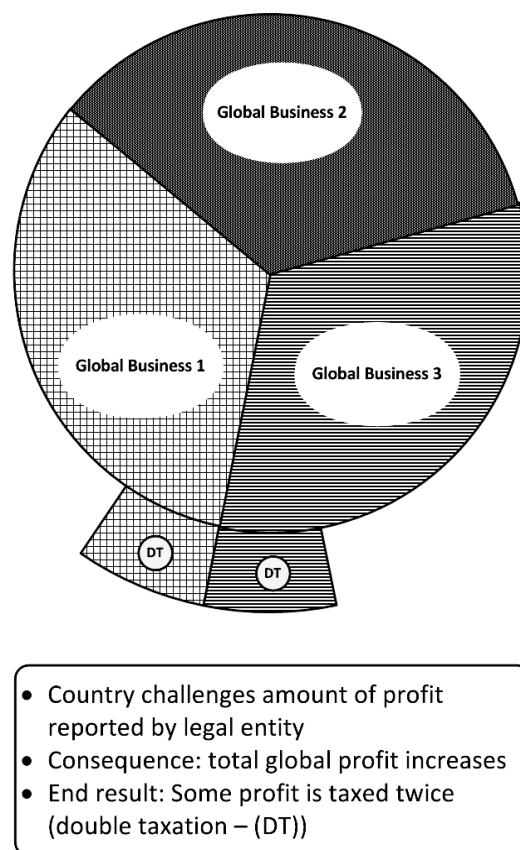 Global Business 2
Global Business 1
Global Business 3
DT
DT
• Country challenges amount of profit
reported by legal entity
• Consequence: total global profit increases
• End result: Some profit is taxed twice
(double taxation – (DT))